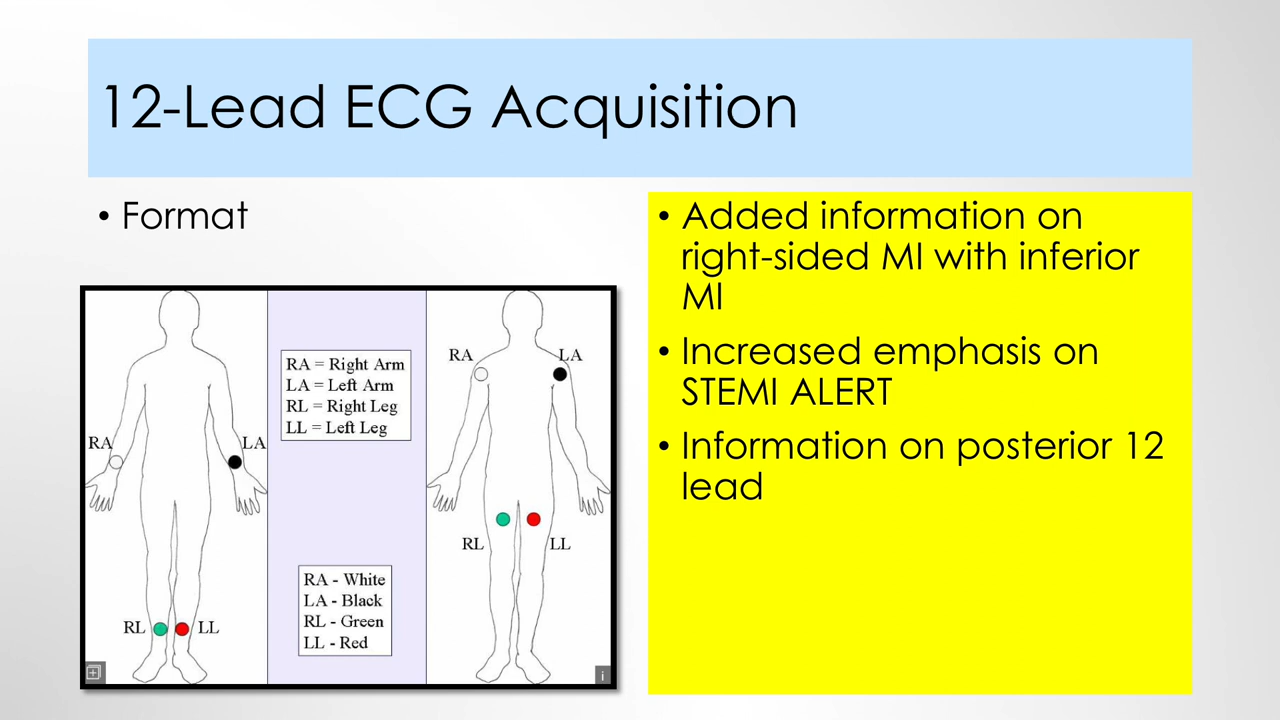 12-Lead ECG Acquisition
• Format
RA
LA
RL
LL
RA = Right Arm
LA = Left Arm
RL = Right Leg
LL = Left Leg
RA - White
LA - Black
RL - Green
LL - Red
RA
LA
RL
LL
i
• Added information on
right-sided MI with inferior
MI
• Increased emphasis on
STEMI ALERT
• Information on posterior 12
lead